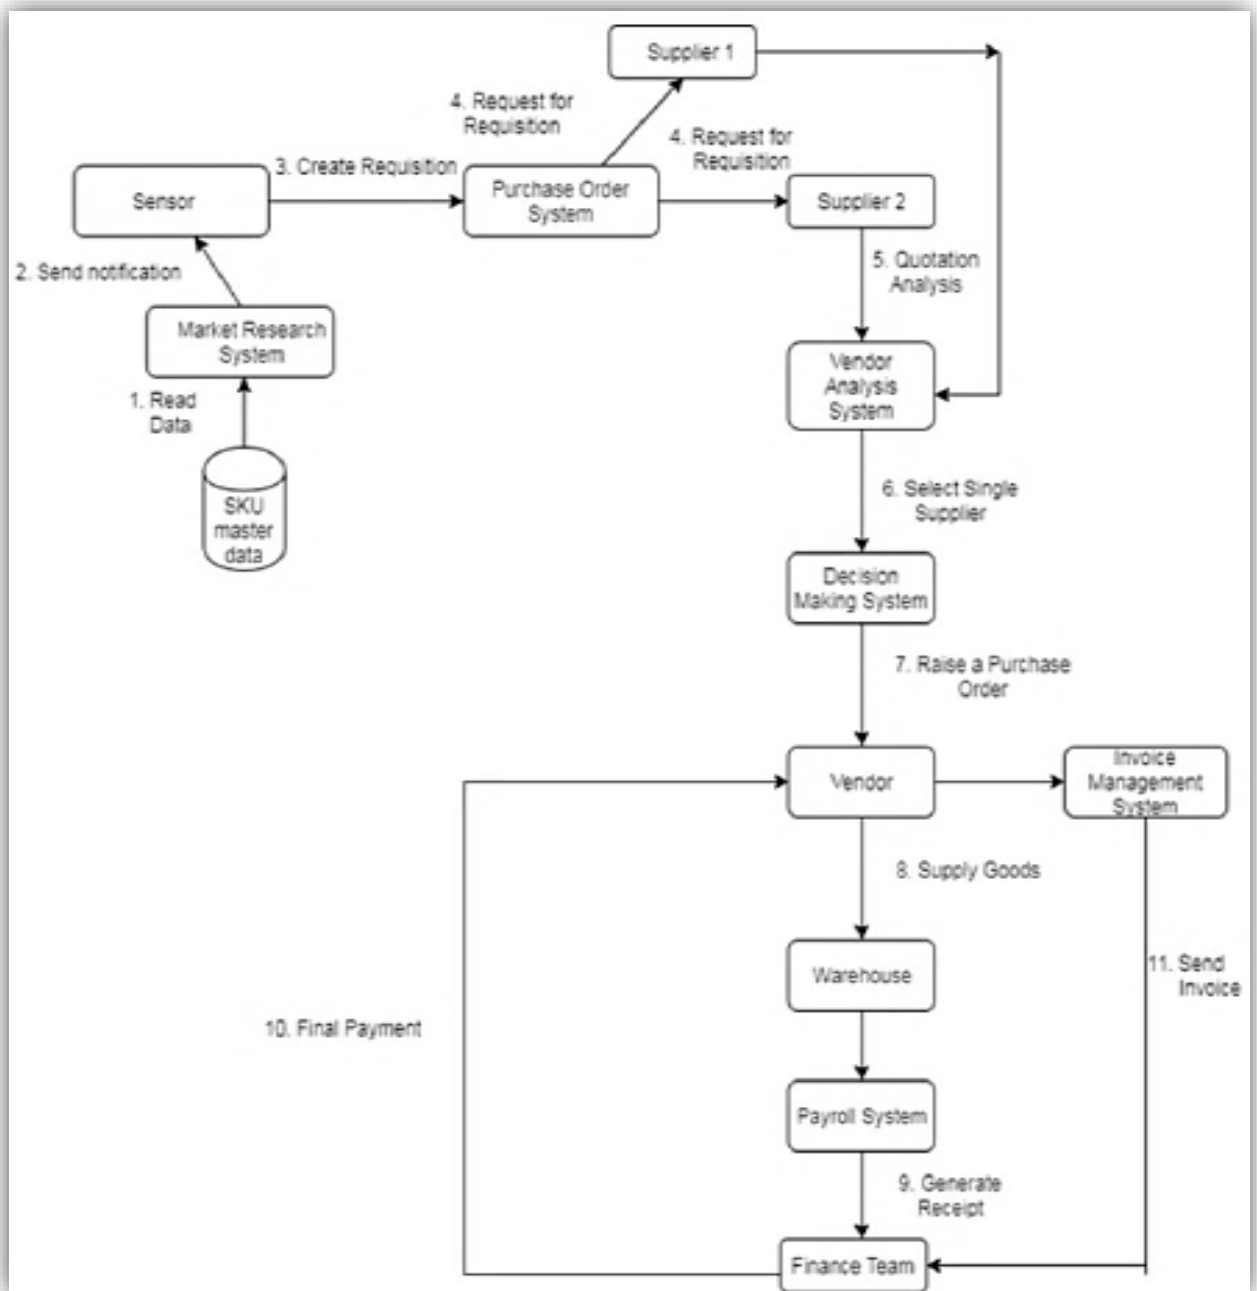 Supplier 1
4. Request for
Requisition
4. Request for
Requisition
3. Create Requisition
Sensor
Purchase Order
System
Supplier 2
2. Send notification
5. Quotation
Analysis
Market Research
System
Vendor
Analysis
System
1. Read
Data
SKU
master
data
6. Select Single
Supplier
Decision
Making System
7. Raise a Purchase
Order
Vendor
Invoice
Management
System
8. Supply Goods
Warehouse
11. Send
Invoice
10. Final Payment
Payroll System
9. Generate
Receipt
Finance Team